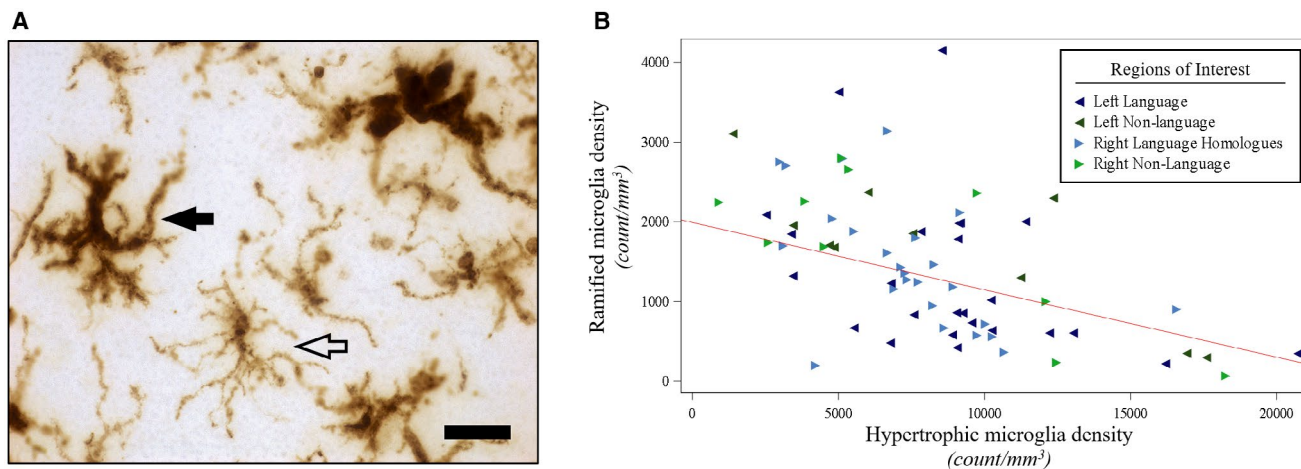 A
B
Ramified microglia density
(count/mm³)
4000
3000
2000
1000
0
Regions of Interest
Left Language
Left Non-language
Right Language Homologues
Right Non-Language
0 5000 10000 15000 20000
Hypertrophic microglia density
(count/mm³)